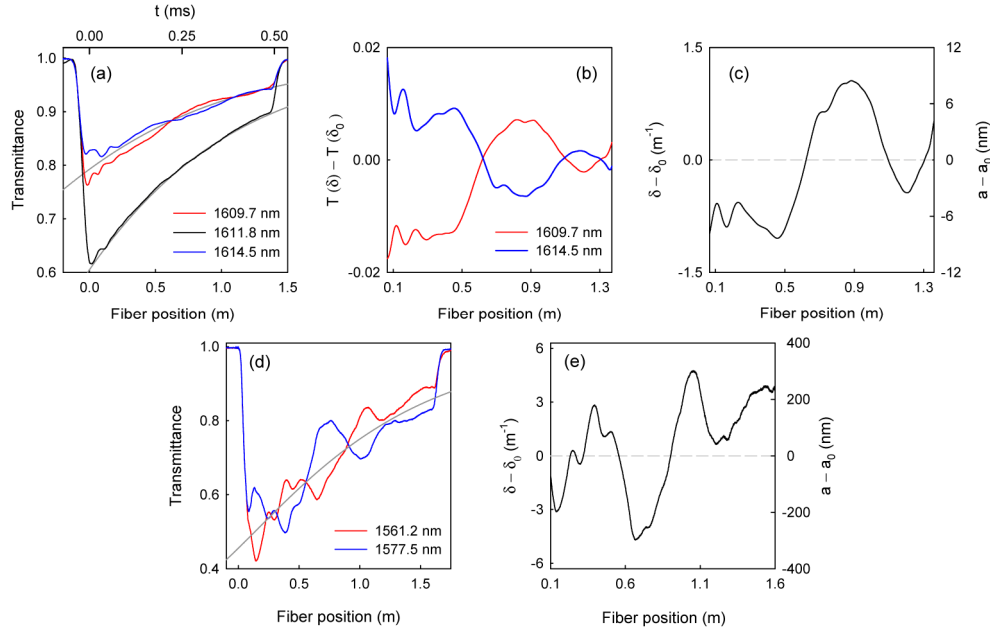 t (ms)
0.00 0.25 0.50
(a)
Transmittance
1.0
0.9
0.8
0.7
0.6
1609.7 nm
1611.8 nm
1614.5 nm
0.0 0.5 1.0 1.5
Fiber position (m)
(b)
T (δ) − T (δ₀)
0.02
0.00
-0.02
1609.7
1614.5
0.1 0.5 0.9 1.3
Fiber position (m)
(c)
δ − δ₀ (m⁻¹)
1.5
0.0
-1.5
12
6
0
-6
-12
a − a₀ (nm)
0.1 0.5 0.9 1.3
Fiber position (m)
(d)
Transmittance
1.0
0.8
0.6
0.4
1561.2 nm
1577.5 nm
0.0 0.5 1.0 1.5
Fiber position (m)
(e)
δ − δ₀ (m⁻¹)
6
3
0
-3
-6
400
200
0
-200
-400
a − a₀ (nm)
0.1 0.6 1.1 1.6
Fiber position (m)